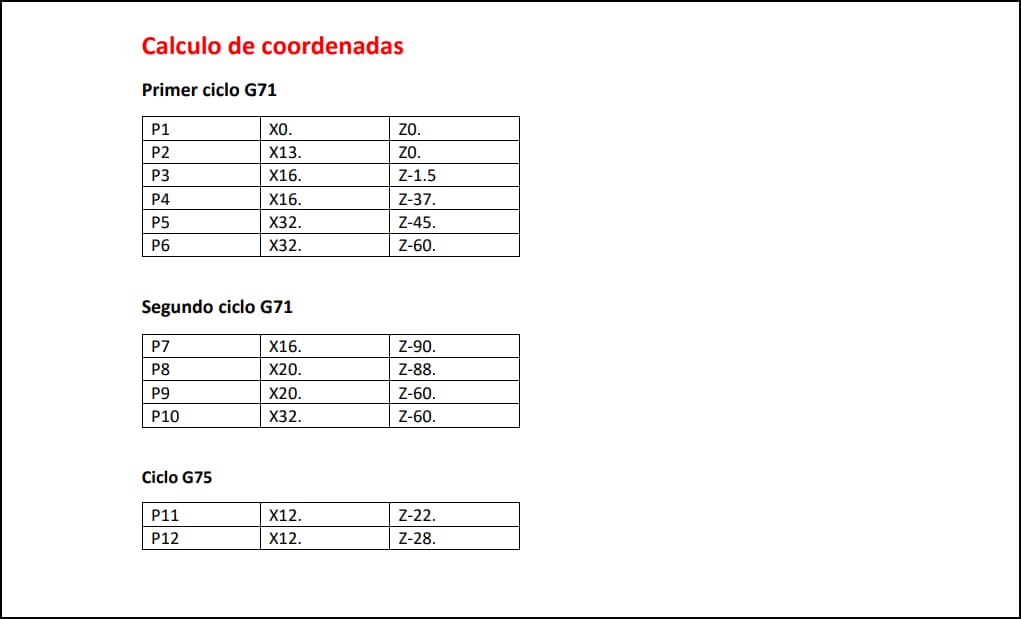 Calculo de coordenadas
Primer ciclo G71
P1 X0. Z0.
P2 X13. Z0.
P3 X16. Z-1.5
P4 X16. Z-37.
P5 X32. Z-45.
P6 X32. Z-60.
Segundo ciclo G71
P7 X16. Z-90.
P8 X20. Z-88.
P9 X20. Z-60.
P10 X32. Z-60.
Ciclo G75
P11 X12. Z-22.
P12 X12. Z-28.